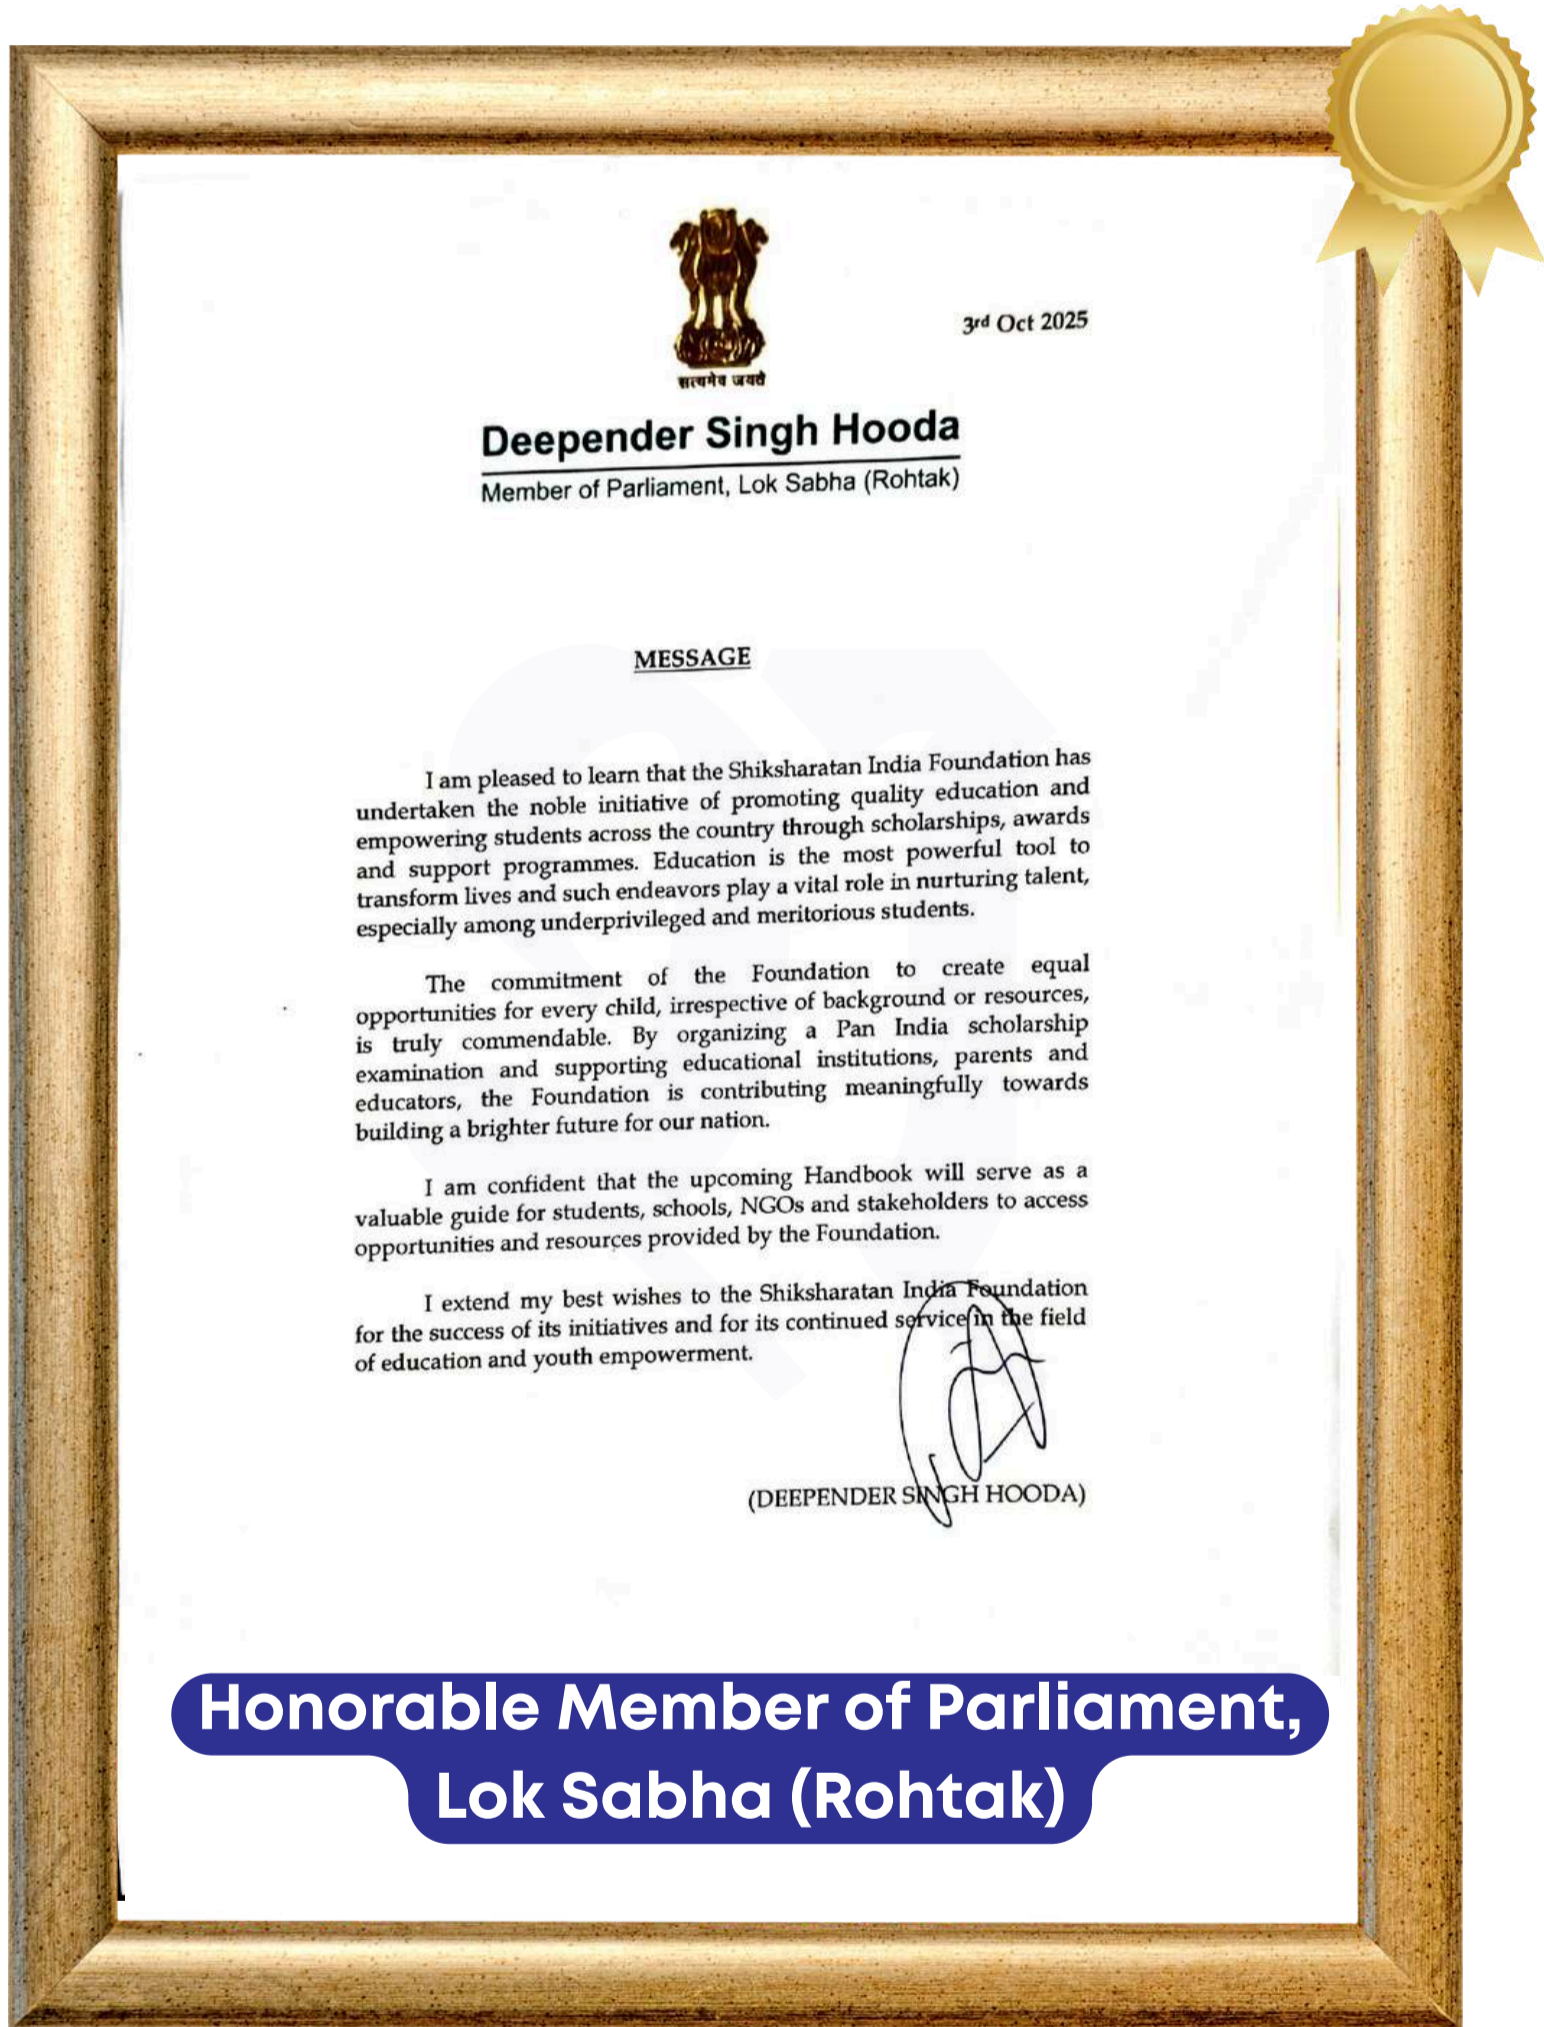 3rd Oct 2025
सत्यमेव जयते
Deepender Singh Hooda
Member of Parliament, Lok Sabha (Rohtak)
MESSAGE
I am pleased to learn that the Shiksharatan India Foundation has
undertaken the noble initiative of promoting quality education and
empowering students across the country through scholarships, awards
and support programmes. Education is the most powerful tool to
transform lives and such endeavors play a vital role in nurturing talent,
especially among underprivileged and meritorious students.
The commitment of the Foundation to create equal
opportunities for every child, irrespective of background or resources,
is truly commendable. By organizing a Pan India scholarship
examination and supporting educational institutions, parents and
educators, the Foundation is contributing meaningfully towards
building a brighter future for our nation.
I am confident that the upcoming Handbook will serve as a
valuable guide for students, schools, NGOs and stakeholders to access
opportunities and resources provided by the Foundation.
I extend my best wishes to the Shiksharatan India Foundation
for the success of its initiatives and for its continued service in the field
of education and youth empowerment.
(DEEPENDER SINGH HOODA)
Honorable Member of Parliament,
Lok Sabha (Rohtak)